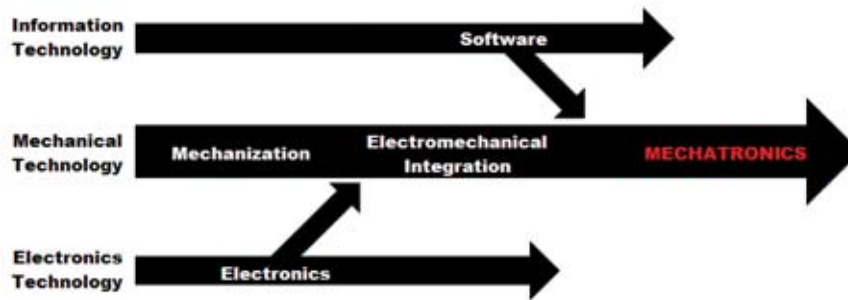 Information
Technology
Software
Mechanical
Technology
Mechanization
Electromechanical
Integration
MECHATRONICS
Electronics
Technology
Electronics